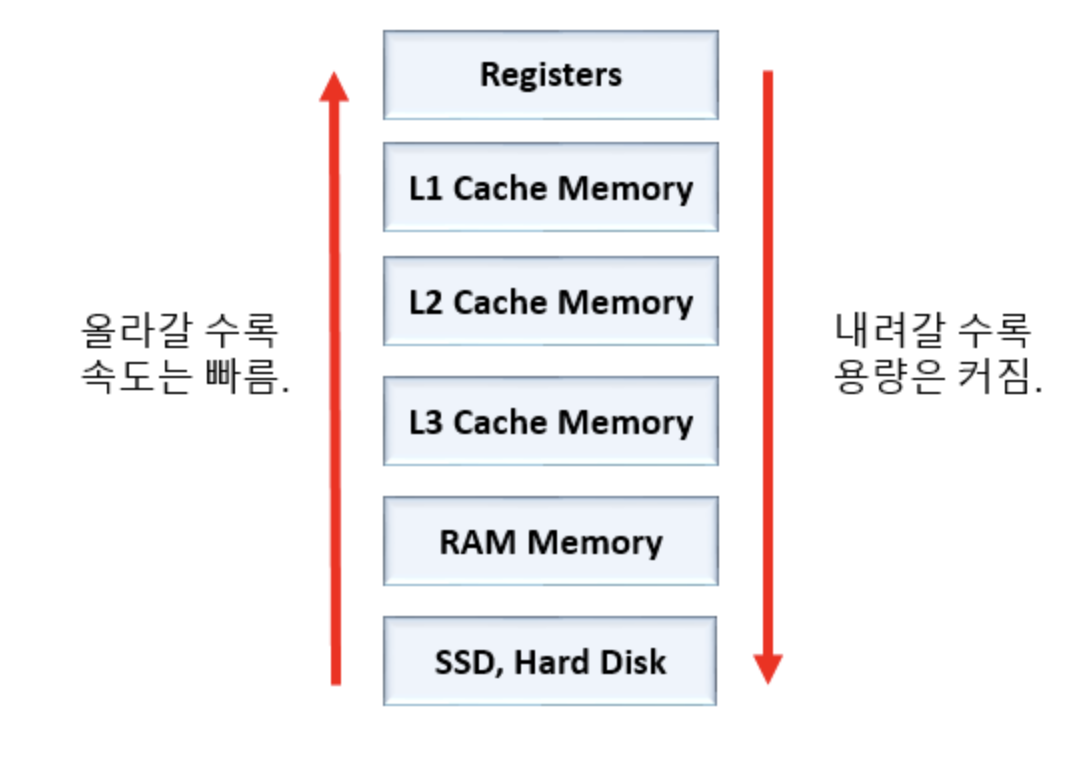 Registers
L1 Cache Memory
L2 Cache Memory
올라갈 수록
속도는 빠름.
내려갈 수록
용량은 커짐.
L3 Cache Memory
RAM Memory
SSD, Hard Disk